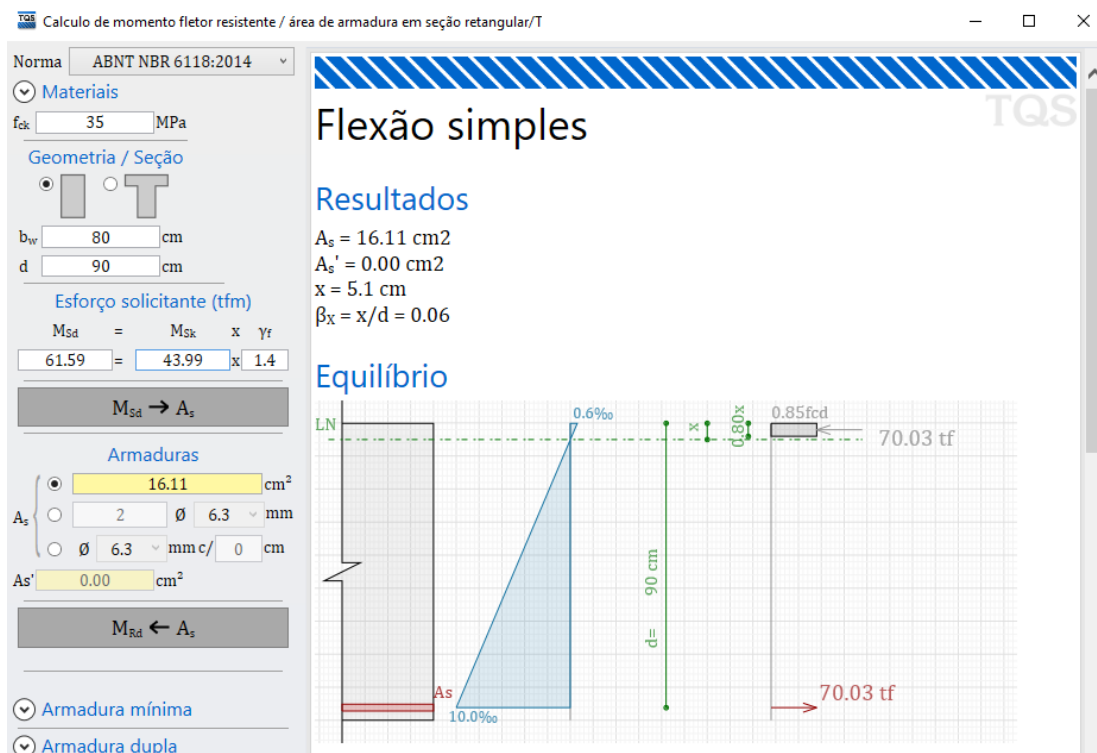 TQS Calculo de momento fletor resistente / área de armadura em seção retangular/T
Norma ABNT NBR 6118:2014
Materiais
fck 35 MPa
Geometria / Seção
bw 80 cm
d 90 cm
Esforço solicitante (tfm)
MSd = MSk x γf
61.59 = 43.99 x 1.4
MSd → As
Armaduras
As
16.11 cm²
2 Ø 6.3 mm
Ø 6.3 mm c/ 0 cm
As' 0.00 cm²
MRd ← As
Armadura mínima
Armadura dupla
TQS
Flexão simples
Resultados
As = 16.11 cm2
As' = 0.00 cm2
x = 5.1 cm
βX = x/d = 0.06
Equilíbrio
LN
0.6‰
x
0.80x
0.85fcd
70.03 tf
d= 90 cm
As
10.0‰
70.03 tf